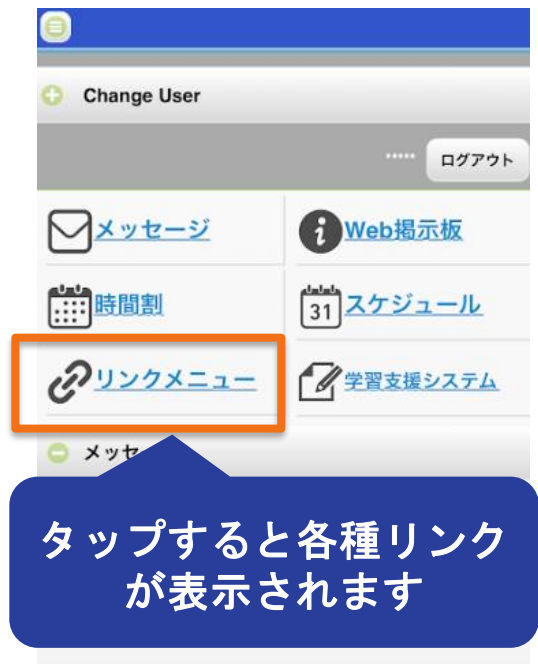 Change User
ログアウト
メッセージ
Web掲示板
時間割
31
スケジュール
リンクメニュー
学習支援システム
メッセ
タップすると各種リンク
が表示されます